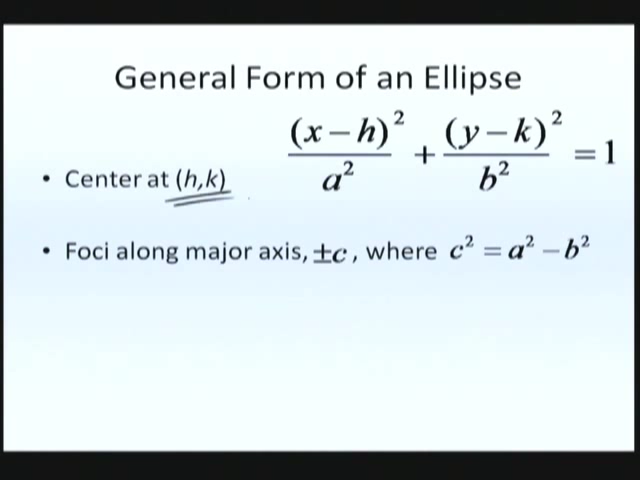 General Form of an Ellipse
(x – h)² / a² + (y – k)² / b² = 1
• Center at (h,k)
• Foci along major axis, ±c , where c² = a² – b²